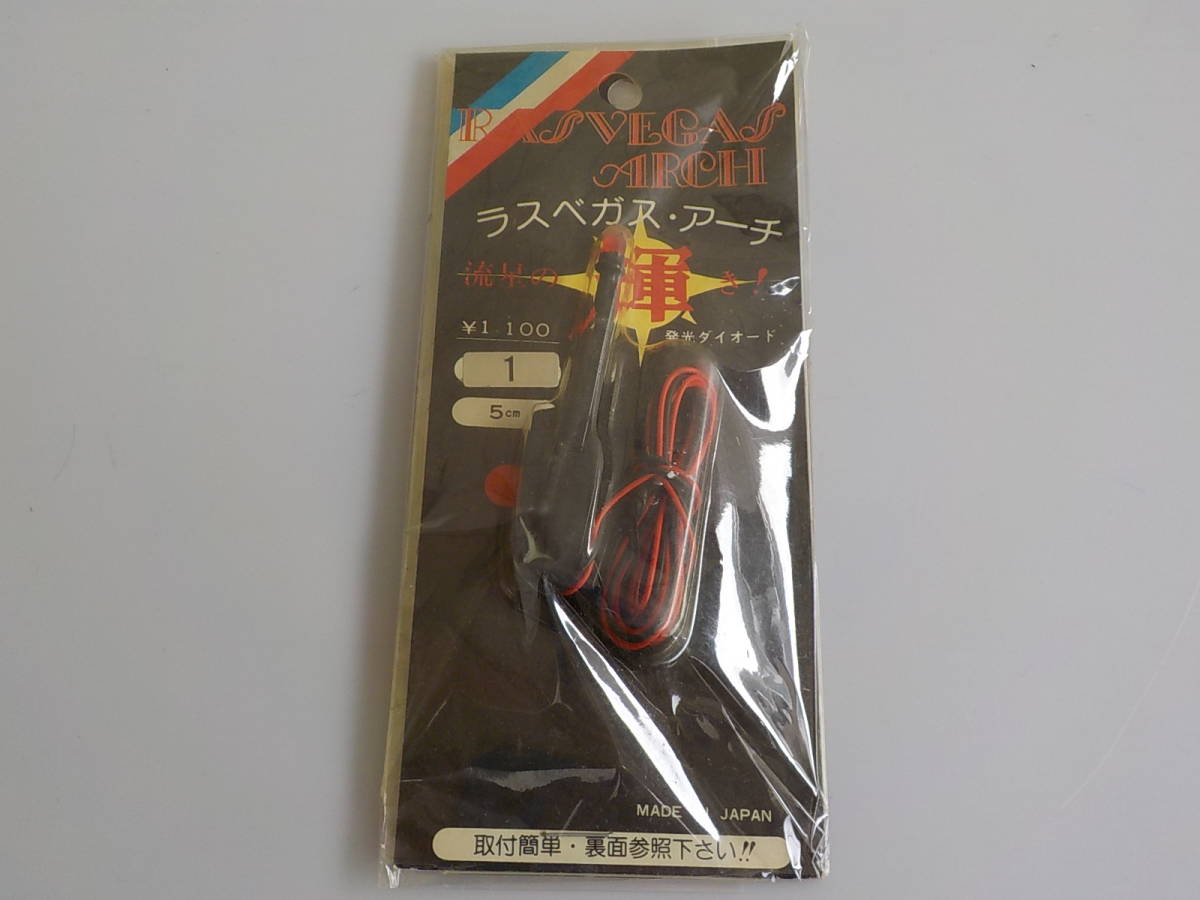 RASVEGAS
ARCH
ラスベガス・アーチ
流星の輝き!
¥1 100
発光ダイオード
1
5cm
MADE IN JAPAN
取付簡単・裏面参照下さい!!